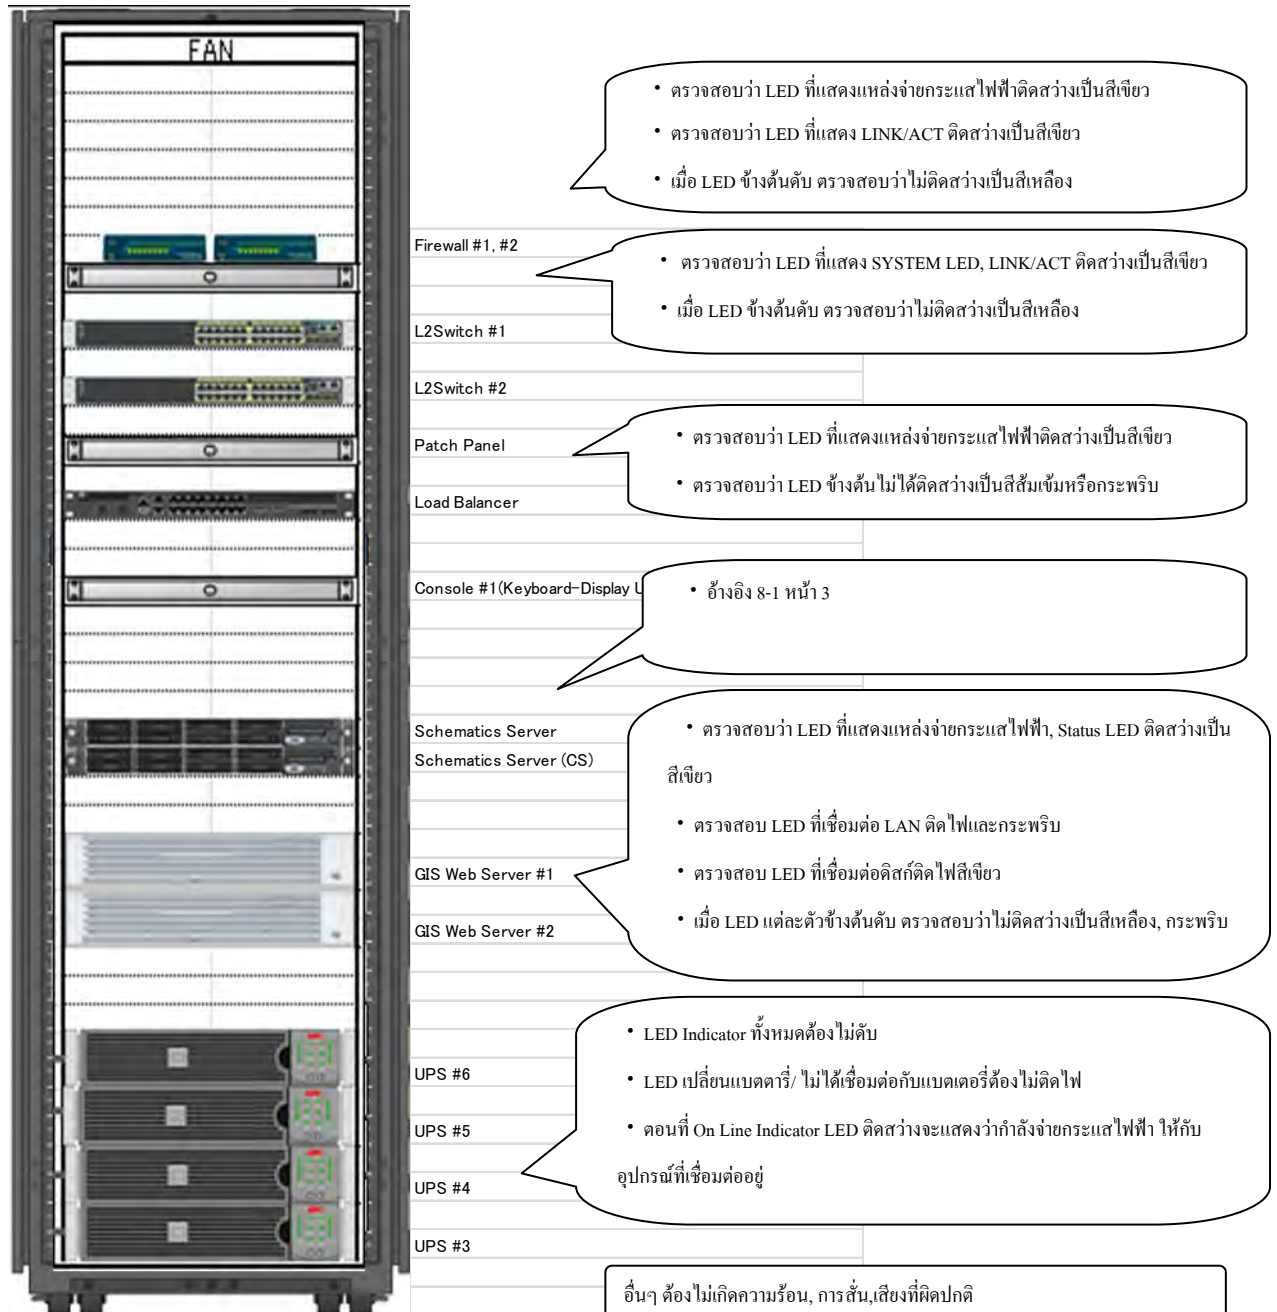 FAN
• ตรวจสอบว่า LED ที่แสดงแหล่งจ่ายกระแสไฟฟ้าติดสว่างเป็นสีเขียว
• ตรวจสอบว่า LED ที่แสดง LINK/ACT ติดสว่างเป็นสีเขียว
• เมื่อ LED ข้างต้นดับ ตรวจสอบว่าไม่ติดสว่างเป็นสีเหลือง
Firewall #1, #2
• ตรวจสอบว่า LED ที่แสดง SYSTEM LED, LINK/ACT ติดสว่างเป็นสีเขียว
• เมื่อ LED ข้างต้นดับ ตรวจสอบว่าไม่ติดสว่างเป็นสีเหลือง
L2Switch #1
L2Switch #2
Patch Panel
• ตรวจสอบว่า LED ที่แสดงแหล่งจ่ายกระแสไฟฟ้าติดสว่างเป็นสีเขียว
• ตรวจสอบว่า LED ข้างต้นไม่ได้ติดสว่างเป็นสีส้มเข้มหรือกระพริบ
Load Balancer
Console #1(Keyboard-Display U
• อ้างอิง 8-1 หน้า 3
Schematics Server
Schematics Server (CS)
• ตรวจสอบว่า LED ที่แสดงแหล่งจ่ายกระแสไฟฟ้า, Status LED ติดสว่างเป็น
สีเขียว
• ตรวจสอบ LED ที่เชื่อมต่อ LAN ติดไฟและกระพริบ
• ตรวจสอบ LED ที่เชื่อมต่อดิสก์ติดไฟสีเขียว
• เมื่อ LED แต่ละตัวข้างต้นดับ ตรวจสอบว่าไม่ติดสว่างเป็นสีเหลือง, กระพริบ
GIS Web Server #1
GIS Web Server #2
• LED Indicator ทั้งหมดต้องไม่ดับ
• LED เปลี่ยนแบตตารี่/ ไม่ได้เชื่อมต่อกับแบตเตอรี่ต้องไม่ติดไฟ
• ตอนที่ On Line Indicator LED ติดสว่างจะแสดงว่ากำลังจ่ายกระแสไฟฟ้า ให้กับ
อุปกรณ์ที่เชื่อมต่ออยู่
UPS #6
UPS #5
UPS #4
UPS #3
อื่นๆ ต้องไม่เกิดความร้อน, การสั่น,เสียงที่ผิดปกติ